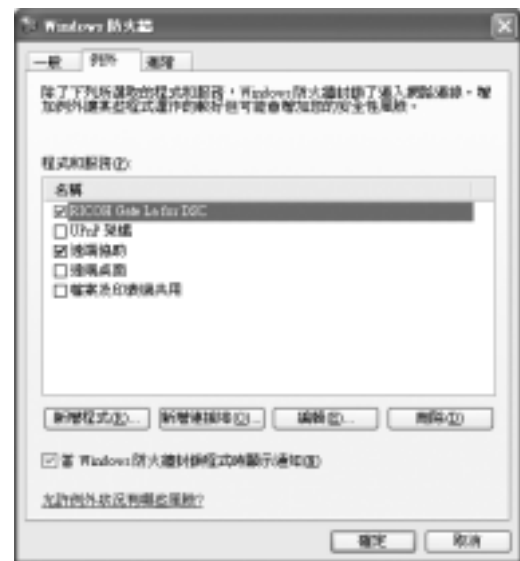 Windows 防火牆
一般
例外
進階
除了下列所選取的程式和服務，Windows 防火牆封鎖了進入網路連線。增
加例外讓某些程式運作的較好但可能會增加您的安全性風險。
程式和服務(P):
名稱
RICOH Gate La for DSC
UPnP 架構
遠端協助
遠端桌面
檔案及印表機共用
新增程式(R)...
新增連接埠(O)...
編輯(E)...
刪除(D)
當 Windows 防火牆封鎖程式時顯示通知(N)
允許例外狀況有哪些風險?
確定
取消